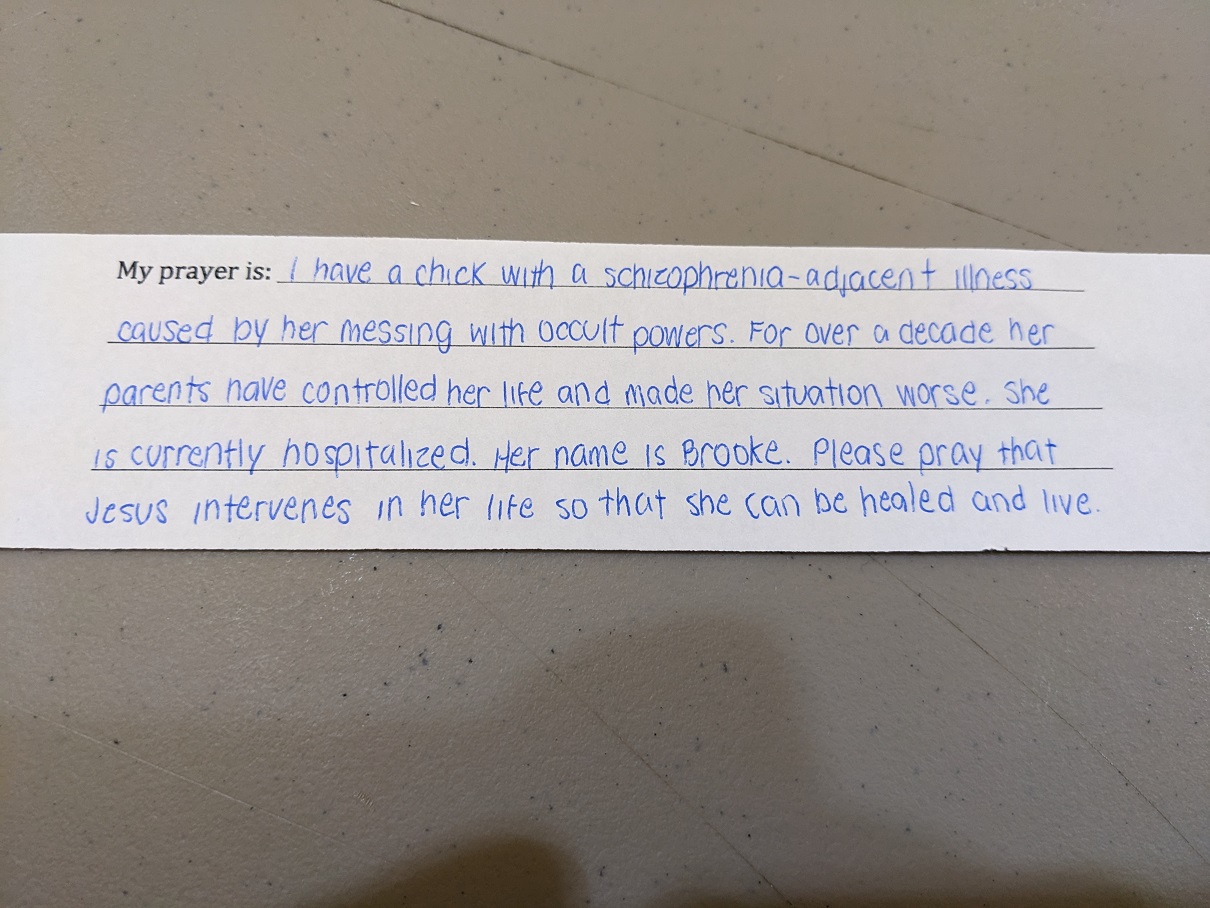 My prayer is: I have a chick with a schizophrenia-adjacent illness
caused by her messing with occult powers. For over a decade her
parents have controlled her life and made her situation worse. She
is currently hospitalized. Her name is Brooke. Please pray that
Jesus intervenes in her life so that she can be healed and live.